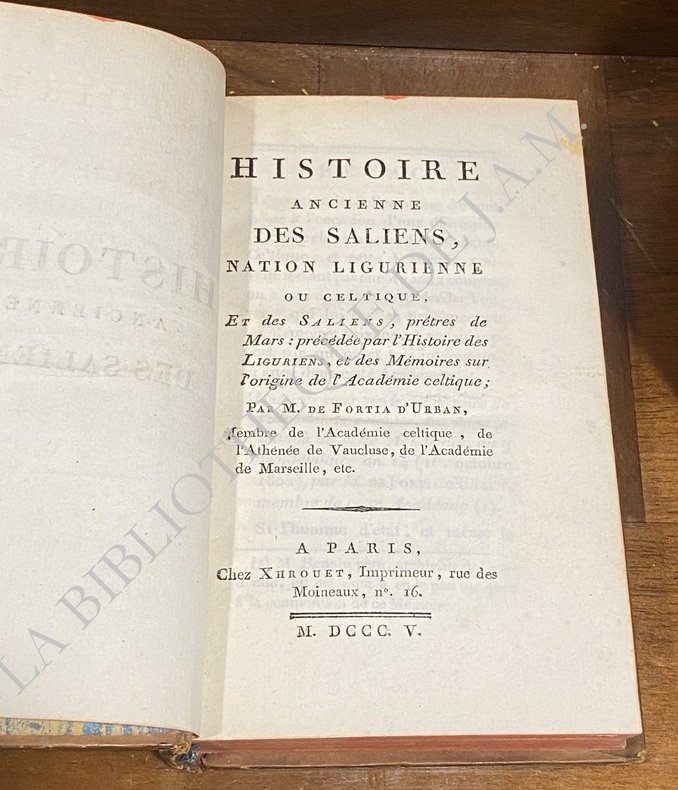 HISTOIRE
ANCIENNE
DES SALIENS,
NATION LIGURIENNE
OU CELTIQUE,
ET des SALIENS, prêtres de
Mars : précédée par l'Histoire des
LIGURIENS, et des Mémoires sur
l'origine de l'Académie celtique ;
PAR M. DE FORTIA D'URBAN,
Membre de l'Académie celtique, de
l'Athénée de Vaucluse, de l'Académie
de Marseille, etc.
A PARIS,
Chez XHROUET, Imprimeur, rue des
Moineaux, n°. 16.
M. DCCC. V.
LA BIBLIOTHEQUE DE J.A.M.